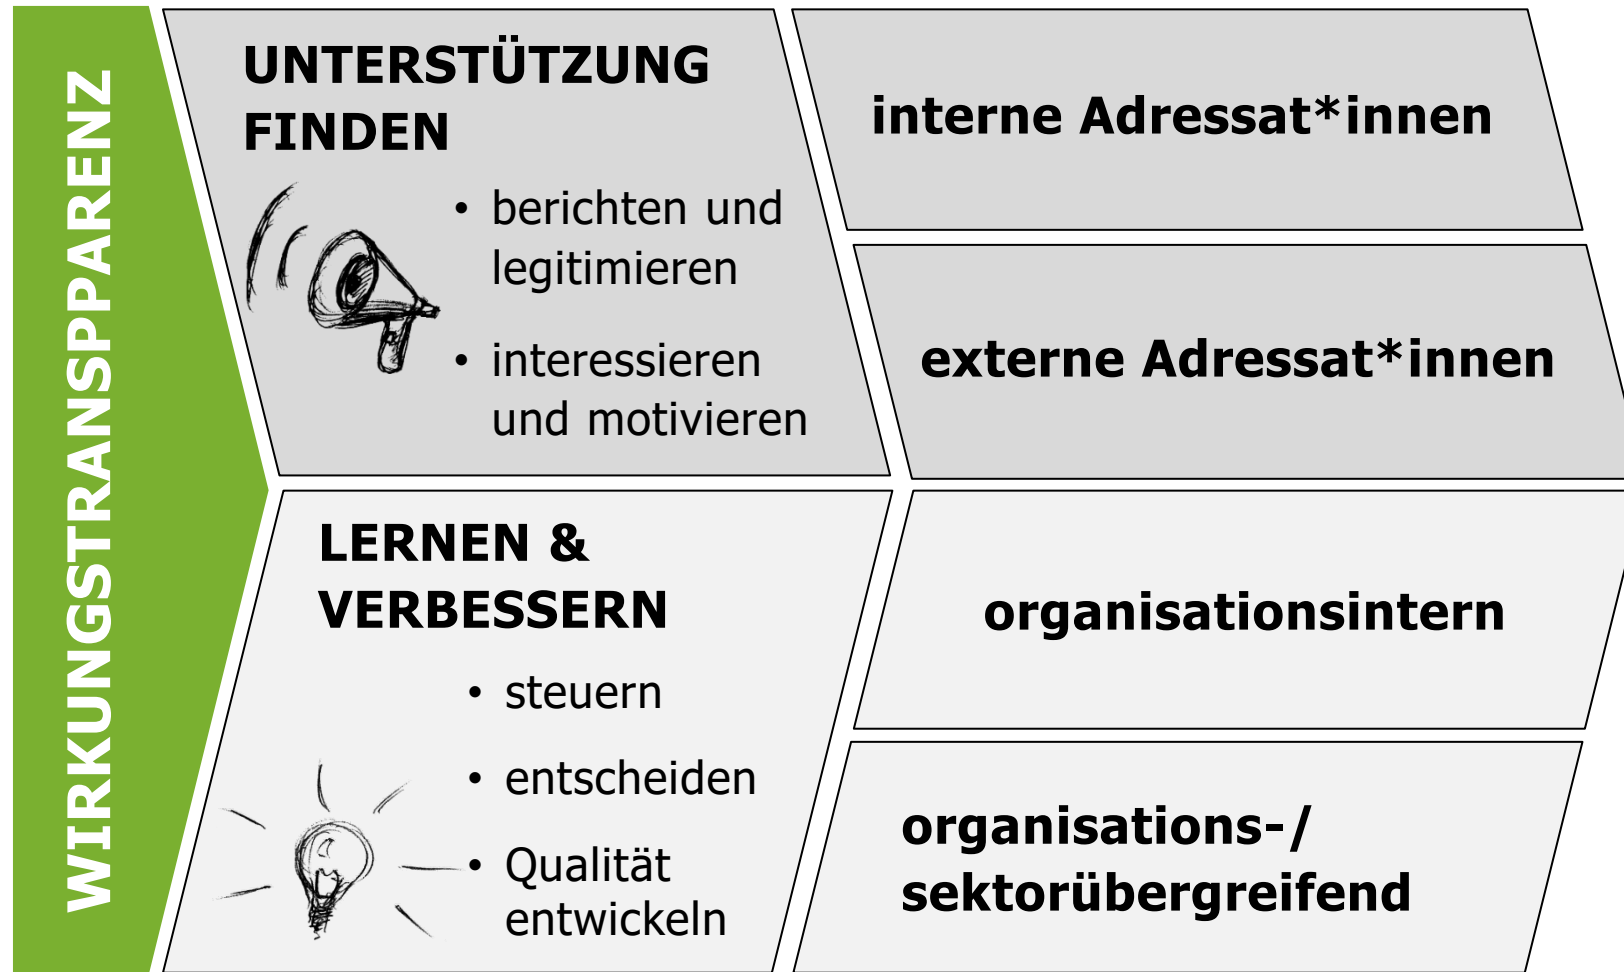 WIRKUNGSTRANSPPARENZ
UNTERSTÜTZUNG
FINDEN
• berichten und
legitimieren
• interessieren
und motivieren
interne Adressat*innen
externe Adressat*innen
LERNEN &
VERBESSERN
• steuern
• entscheiden
• Qualität
entwickeln
organisationsintern
organisations-/
sektorübergreifend